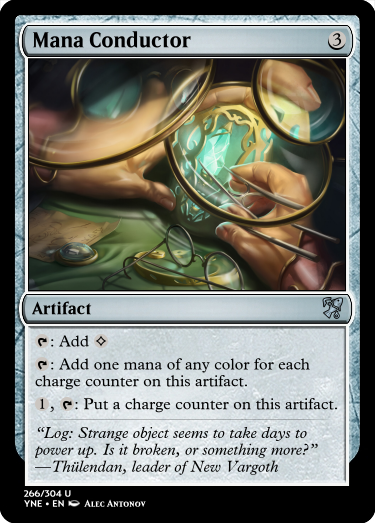 Mana Conductor 3
Artifact
: Add
: Add one mana of any color for each
charge counter on this artifact.
1, : Put a charge counter on this artifact.
“Log: Strange object seems to take days to
power up. Is it broken, or something more?”
—Thülendan, leader of New Vargoth
266/304 U
YNE • EN Alec Antonov